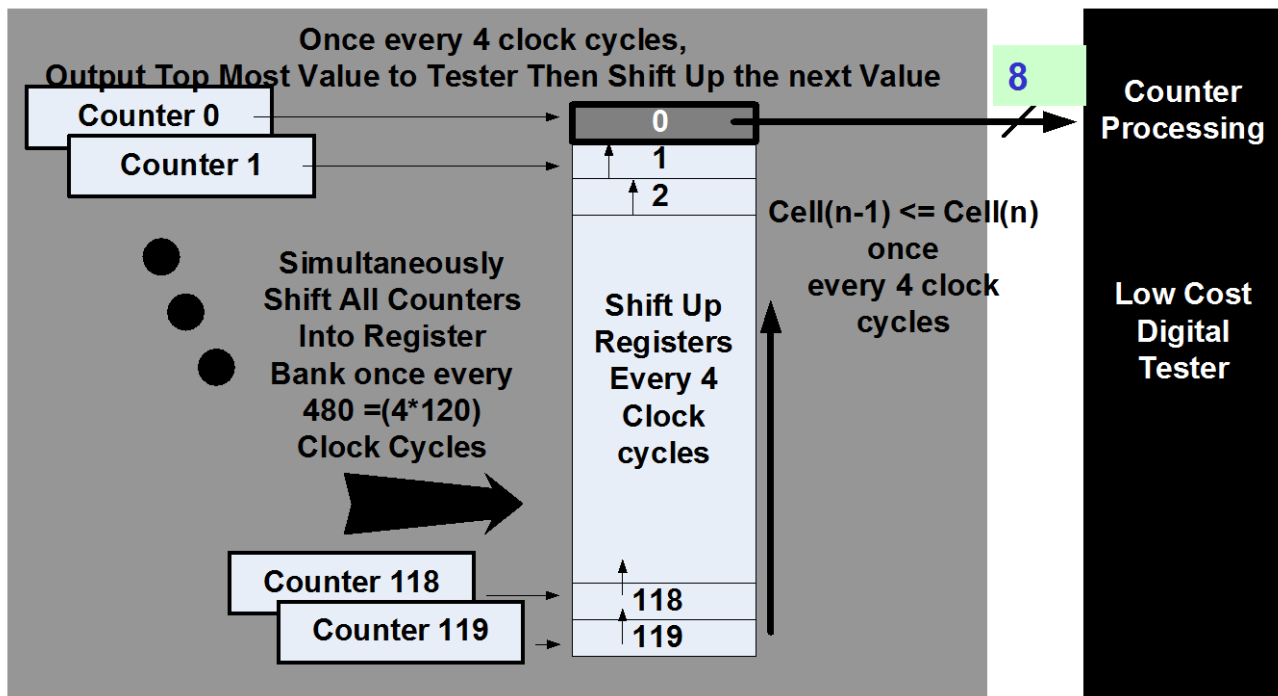 Once every 4 clock cycles,
Output Top Most Value to Tester Then Shift Up the next Value
8
Counter
Processing
Counter 0
0
Counter 1
1
2
Cell(n-1) <= Cell(n)
once
every 4 clock
cycles
Simultaneously
Shift All Counters
Into Register
Bank once every
480 =(4*120)
Clock Cycles
Shift Up
Registers
Every 4
Clock
cycles
Low Cost
Digital
Tester
Counter 118
118
Counter 119
119